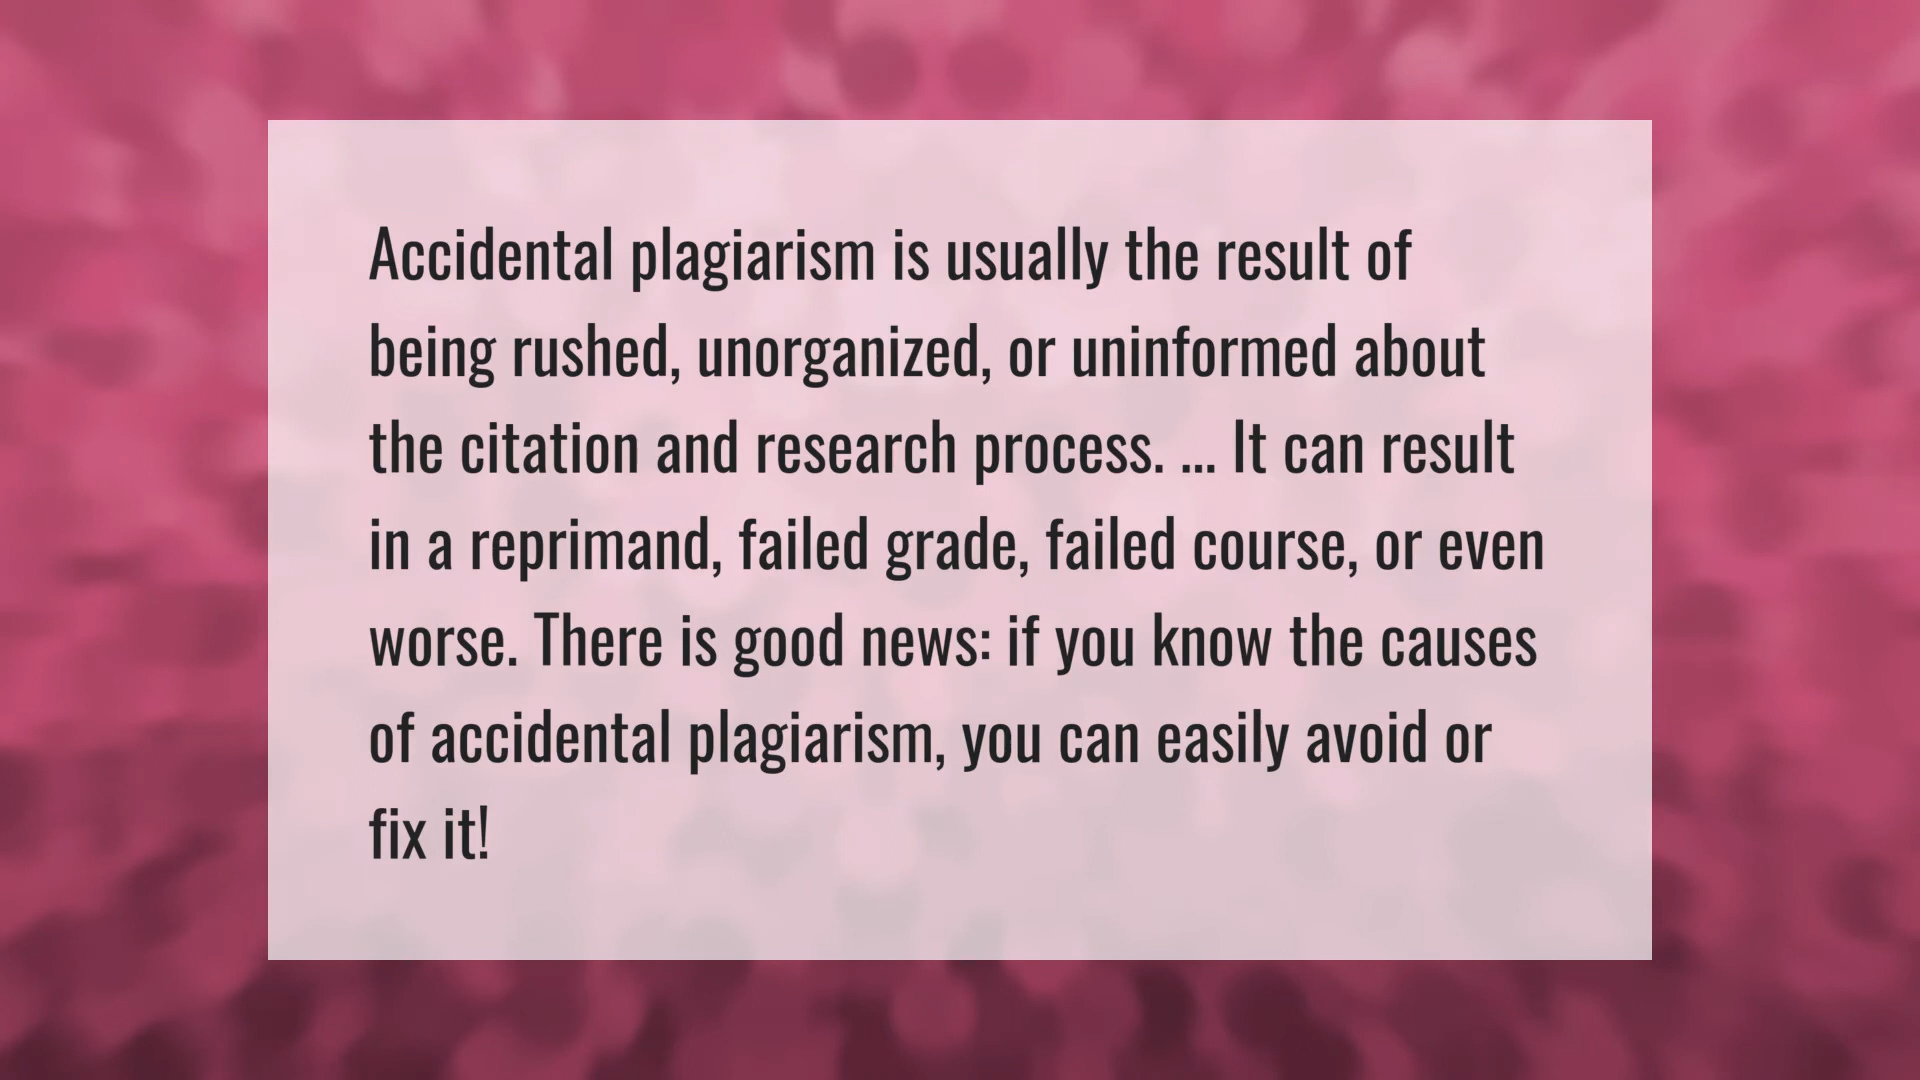 Accidental plagiarism is usually the result of
being rushed, unorganized, or uninformed about
the citation and research process. ... It can result
in a reprimand, failed grade, failed course, or even
worse. There is good news: if you know the causes
of accidental plagiarism, you can easily avoid or
fix it!